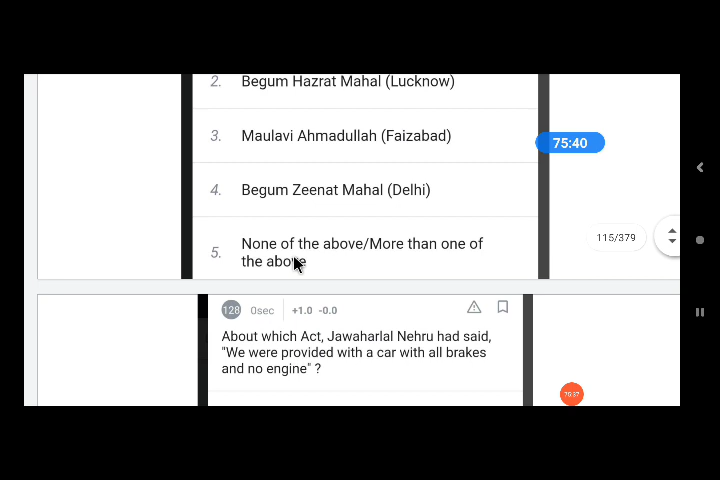 2. Begum Hazrat Mahal (Lucknow)
3. Maulavi Ahmadullah (Faizabad)
75:40
4. Begum Zeenat Mahal (Delhi)
115/379
5. None of the above/More than one of
the above
128 0sec +1.0 -0.0
About which Act, Jawaharlal Nehru had said,
"We were provided with a car with all brakes
and no engine" ?
75:37